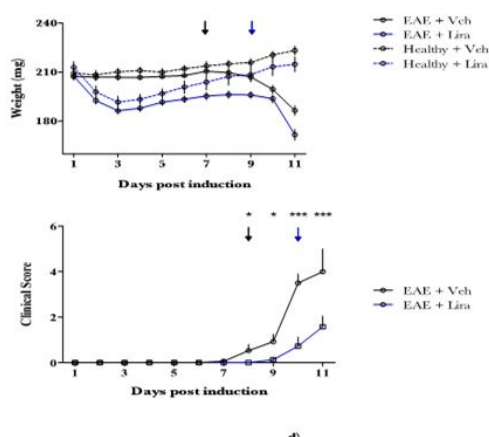 240
210
180
Weight (mg)
1 3 5 7 9 11
Days post induction
EAE + Veh
EAE + Lira
Healthy + Veh
Healthy + Lira
* * *** ***
6
4
2
0
Clinical Score
1 3 5 7 9 11
Days post induction
EAE + Veh
EAE + Lira